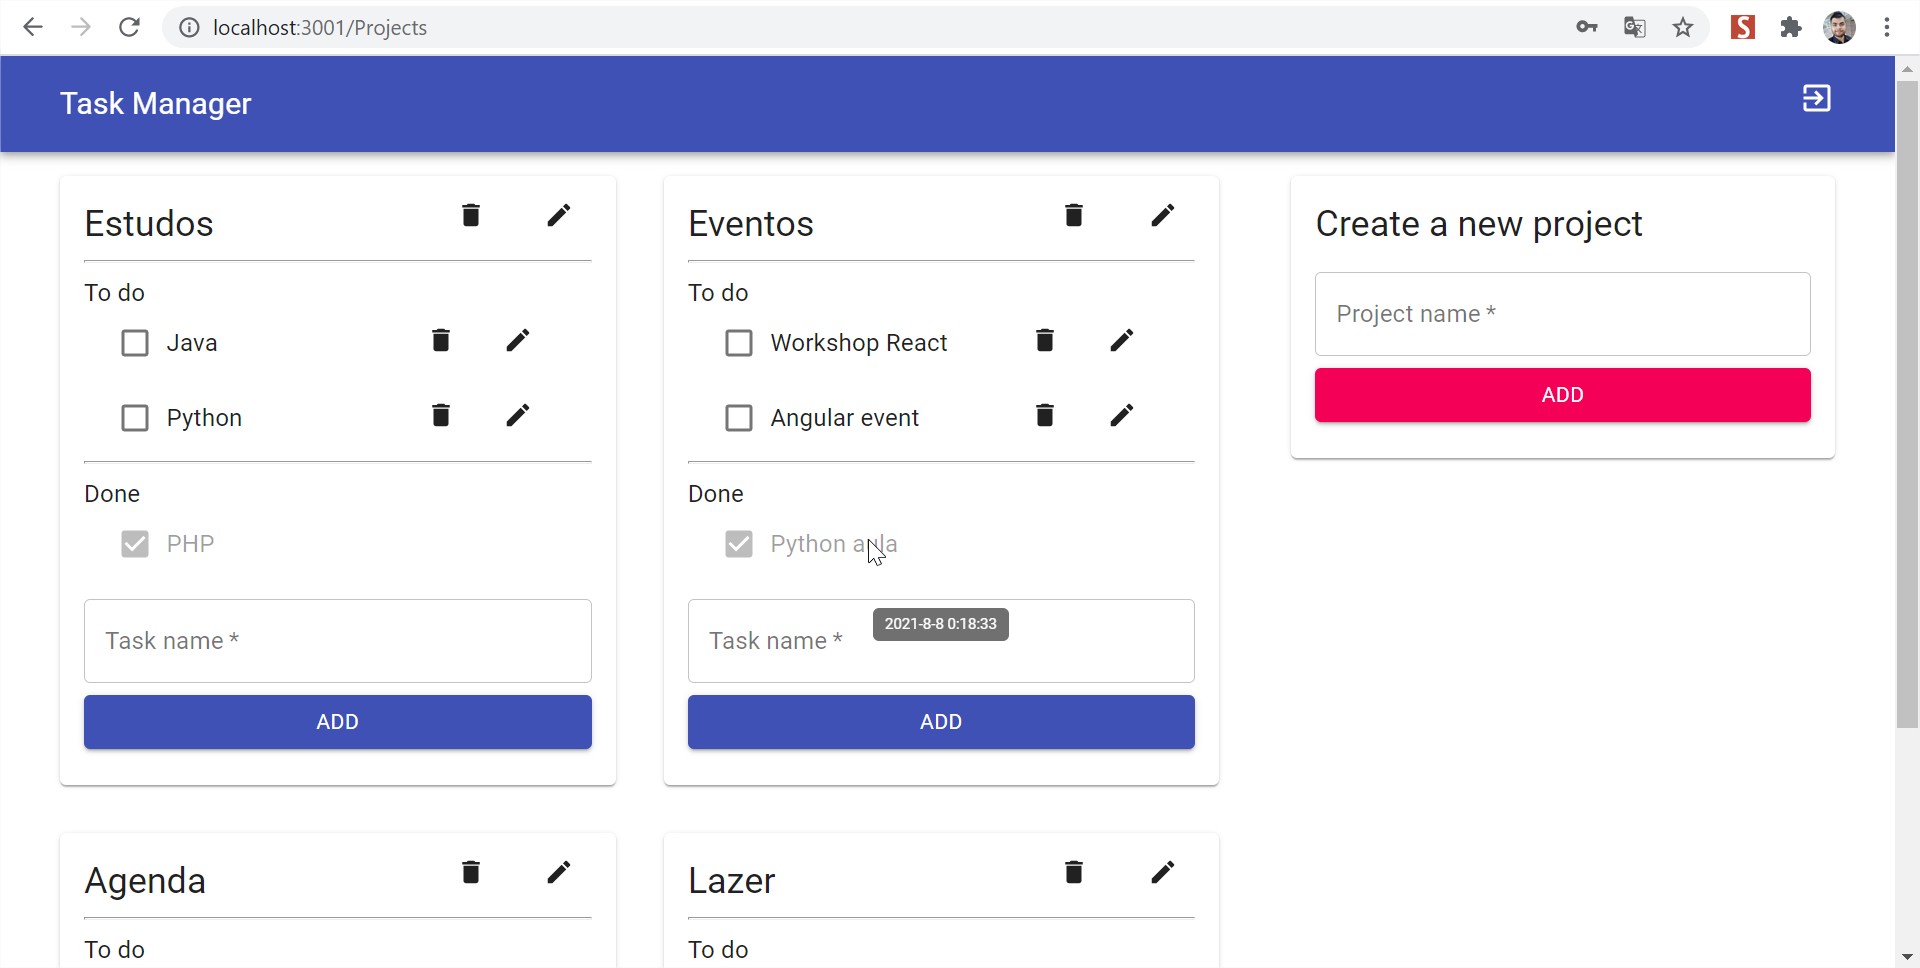 localhost:3001/Projects
Task Manager
Estudos
To do
Java
Python
Done
PHP
Task name *
ADD
Eventos
To do
Workshop React
Angular event
Done
Python aula
2021-8-8 0:18:33
Task name *
ADD
Create a new project
Project name *
ADD
Agenda
To do
Lazer
To do